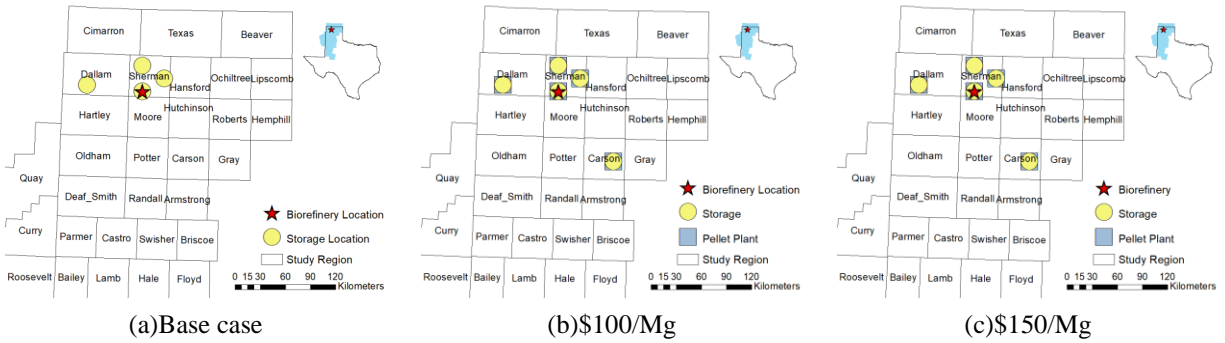 Cimarron Texas Beaver
Dallam Sherman Hansford Ochiltree Lipscomb
Hartley Moore Hutchinson Roberts Hemphill
Oldham Potter Carson Gray
Quay
Deaf_Smith Randall Armstrong
Curry Parmer Castro Swisher Briscoe
Roosevelt Bailey Lamb Hale Floyd
Biorefinery Location
Storage Location
Study Region
0 15 30 60 90 120
Kilometers
(a)Base case
Cimarron Texas Beaver
Dallam Sherman Hansford Ochiltree Lipscomb
Hartley Moore Hutchinson Roberts Hemphill
Oldham Potter Carson Gray
Quay
Deaf_Smith Randall Armstrong
Curry Parmer Castro Swisher Briscoe
Roosevelt Bailey Lamb Hale Floyd
Biorefinery Location
Storage
Pellet Plant
Study Region
0 15 30 60 90 120
Kilometers
(b)$100/Mg
Cimarron Texas Beaver
Dallam Sherman Hansford Ochiltree Lipscomb
Hartley Moore Hutchinson Roberts Hemphill
Oldham Potter Carson Gray
Quay
Deaf_Smith Randall Armstrong
Curry Parmer Castro Swisher Briscoe
Roosevelt Bailey Lamb Hale Floyd
Biorefinery
Storage
Pellet Plant
Study Region
0 15 30 60 90 120
Kilometers
(c)$150/Mg